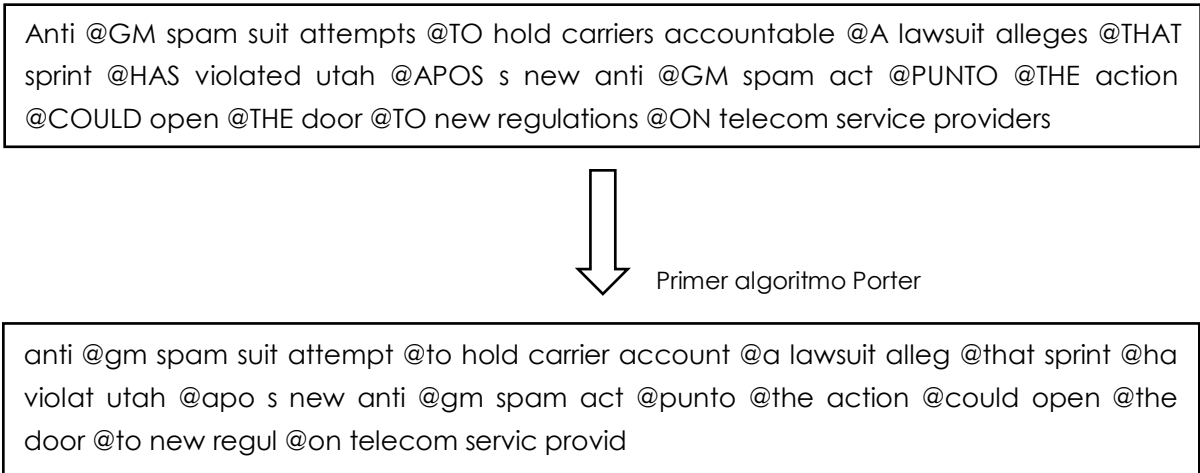 Anti @GM spam suit attempts @TO hold carriers accountable @A lawsuit alleges @THAT
sprint @HAS violated utah @APOS s new anti @GM spam act @PUNTO @THE action
@COULD open @THE door @TO new regulations @ON telecom service providers
Primer algoritmo Porter
anti @gm spam suit attempt @to hold carrier account @a lawsuit alleg @that sprint @ha
violat utah @apo s new anti @gm spam act @punto @the action @could open @the
door @to new regul @on telecom servic provid